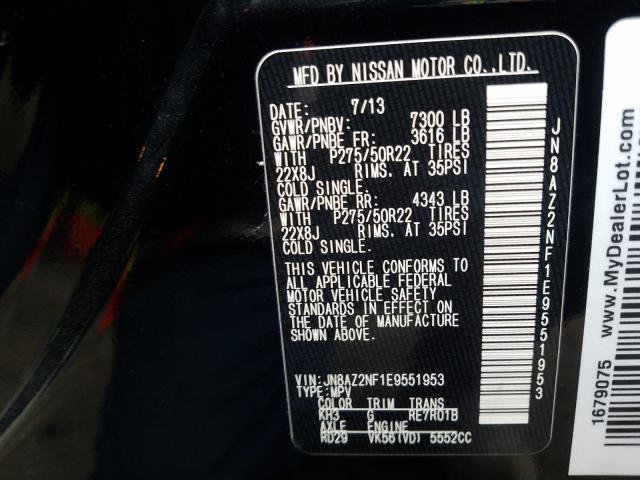 MFD BY NISSAN MOTOR CO.,LTD.
DATE: 7/13
GVWR/PNBV: 7300 LB
GAWR/PNBE FR: 3616 LB
WITH P275/50R22 TIRES
22X8J RIMS. AT 35PSI
COLD SINGLE.
GAWR/PNBE RR: 4343 LB
WITH P275/50R22 TIRES
22X8J RIMS. AT 35PSI
COLD SINGLE.
THIS VEHICLE CONFORMS TO
ALL APPLICABLE FEDERAL
MOTOR VEHICLE SAFETY
STANDARDS IN EFFECT ON
THE DATE OF MANUFACTURE
SHOWN ABOVE.
VIN:JN8AZ2NF1E9551953
TYPE:MPV
COLOR TRIM TRANS
KH3 G RE7R01B
AXLE ENGINE
RD29 VK56(VD) 5552CC
JN8AZ2NF1E9551953
1679075 www.MyDealerLot.com